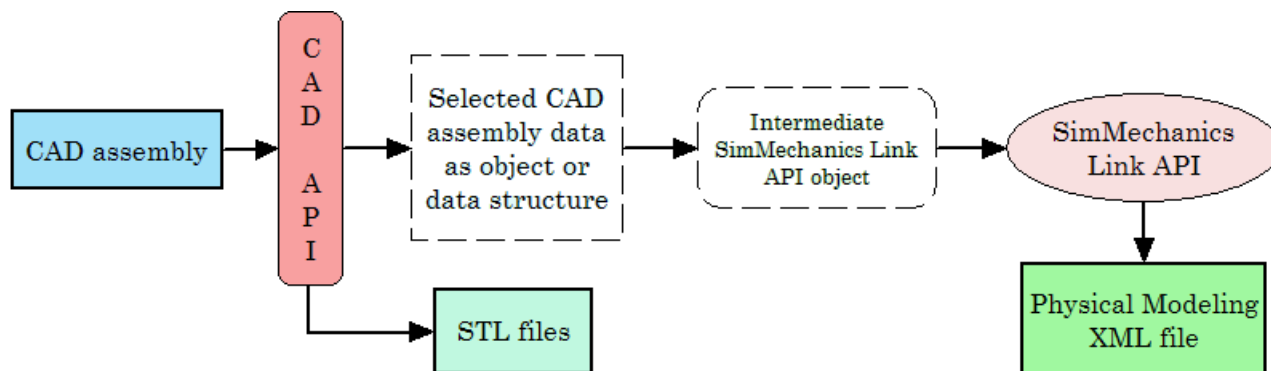 CAD assembly
C
A
D
A
P
I
Selected CAD
assembly data
as object or
data structure
Intermediate
SimMechanics Link
API object
SimMechanics
Link API
STL files
Physical Modeling
XML file